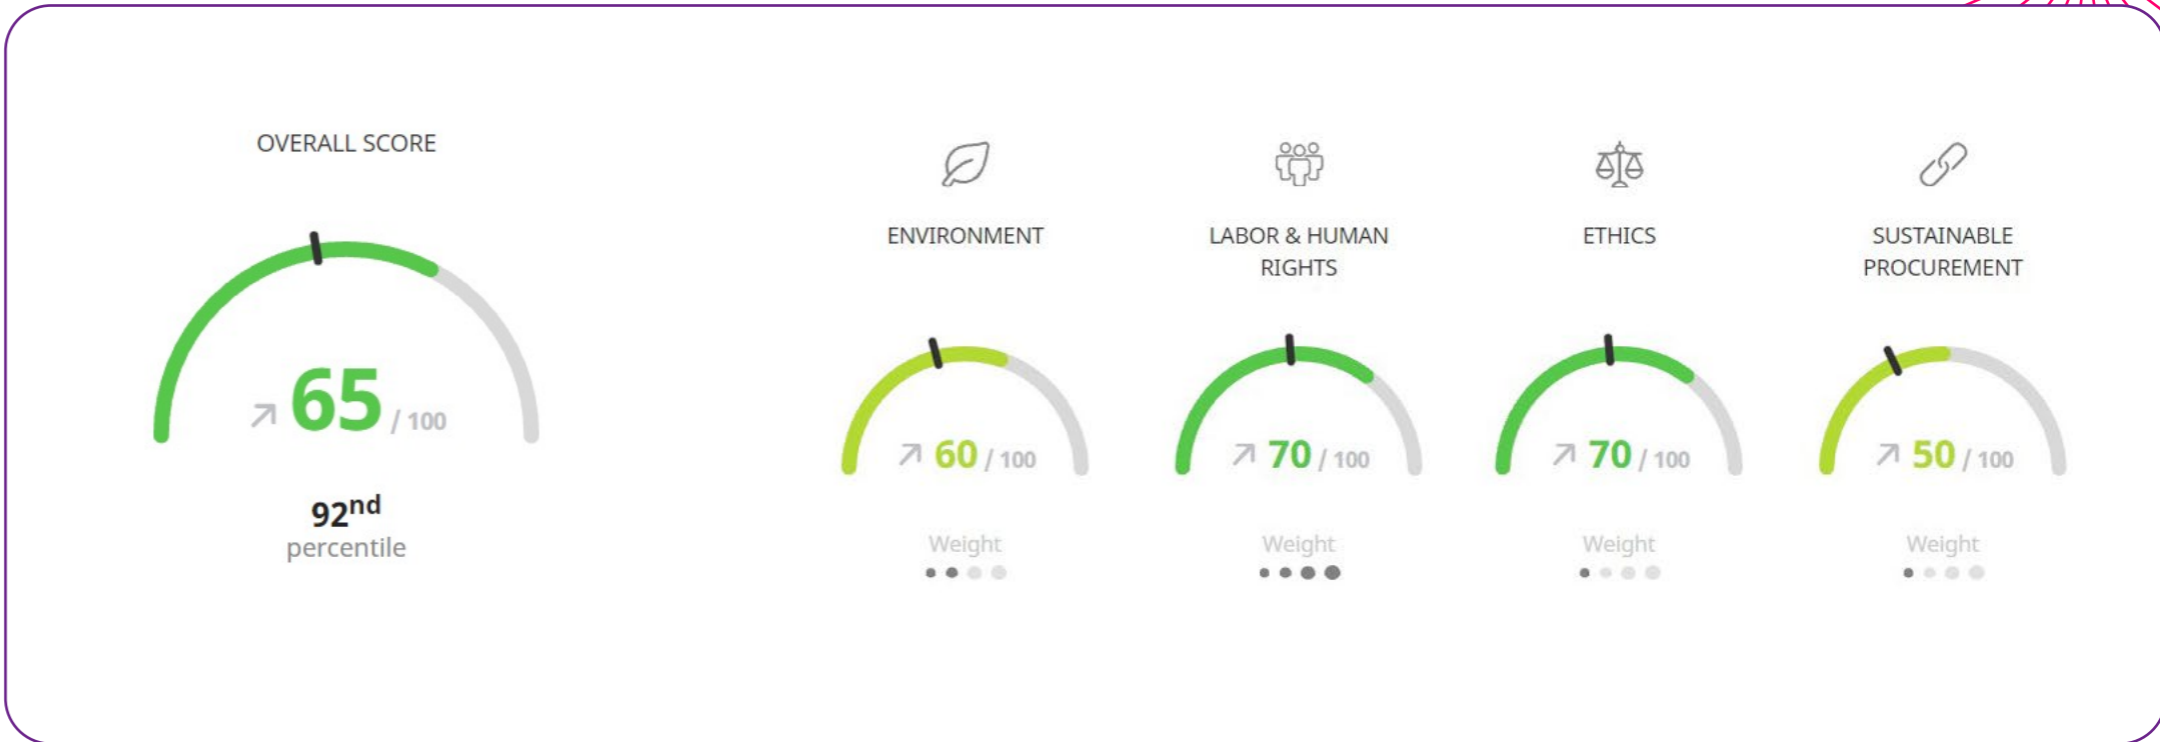 OVERALL SCORE
65 / 100
92nd
percentile
ENVIRONMENT
60 / 100
Weight
LABOR & HUMAN
RIGHTS
70 / 100
Weight
ETHICS
70 / 100
Weight
SUSTAINABLE
PROCUREMENT
50 / 100
Weight